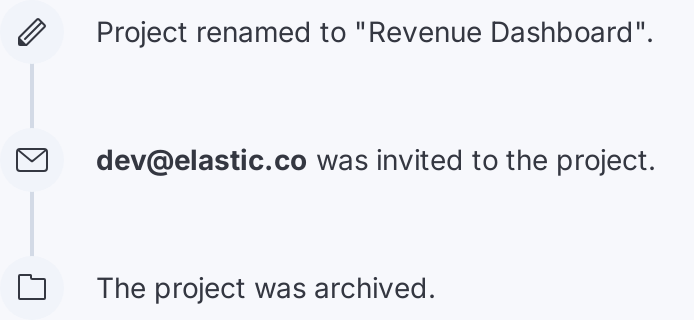 Project renamed to "Revenue Dashboard".
dev@elastic.co was invited to the project.
The project was archived.